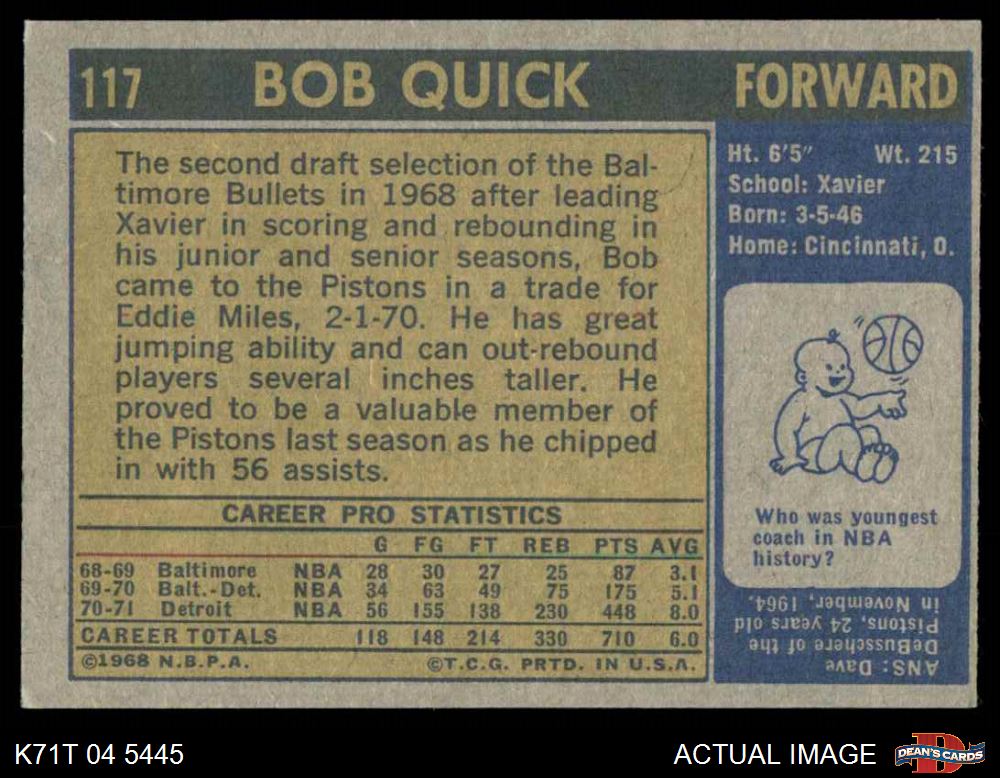 117 BOB QUICK FORWARD
The second draft selection of the Bal-
timore Bullets in 1968 after leading
Xavier in scoring and rebounding in
his junior and senior seasons, Bob
came to the Pistons in a trade for
Eddie Miles, 2-1-70. He has great
jumping ability and can out-rebound
players several inches taller. He
proved to be a valuable member of
the Pistons last season as he chipped
in with 56 assists.
CAREER PRO STATISTICS
G FG FT REB PTS AVG
68-69 Baltimore NBA 28 30 27 25 87 3.1
69-70 Balt.-Det. NBA 34 63 49 75 175 5.1
70-71 Detroit NBA 56 155 138 230 448 8.0
CAREER TOTALS 118 148 214 330 710 6.0
©1968 N.B.P.A. ©T.C.G. PRTD. IN U.S.A.
Ht. 6'5" Wt. 215
School: Xavier
Born: 3-5-46
Home: Cincinnati, O.
Who was youngest
coach in NBA
history?
ANS: Dave
DeBusschere of the
Pistons, 24 years old
in November, 1964.
K71T 04 5445 ACTUAL IMAGE DEAN'S CARDS